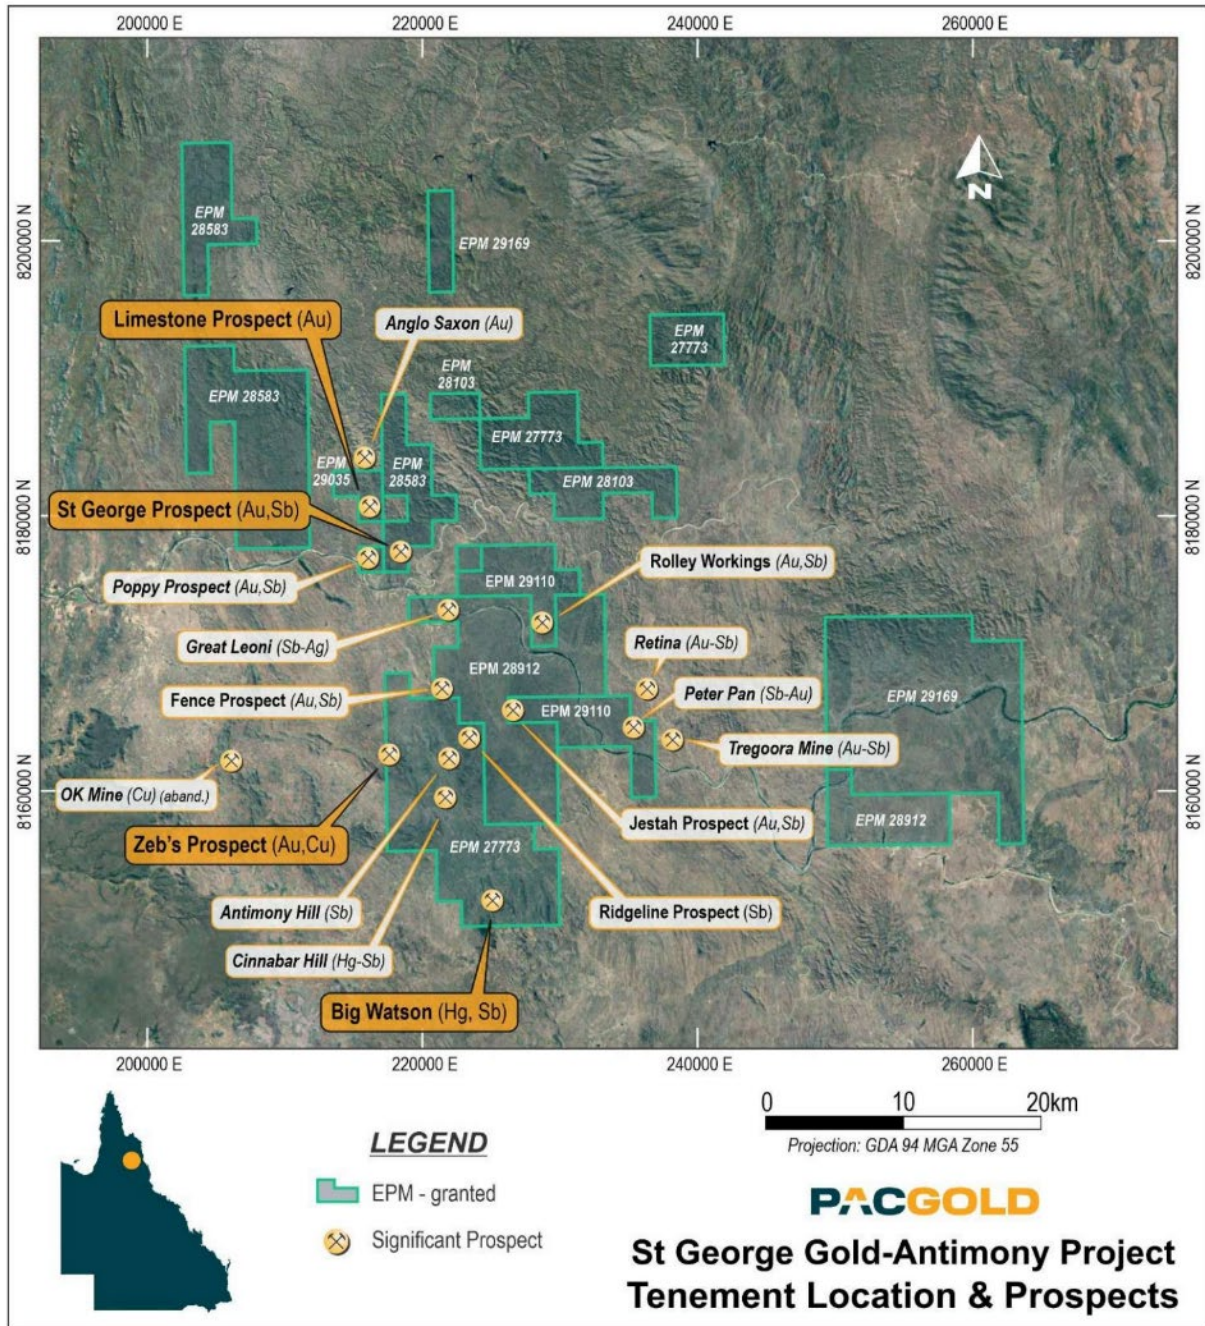 200000 E
220000 E
240000 E
260000 E
8200000 N
8200000 N
EPM
28583
EPM 29169
N
Limestone Prospect (Au)
Anglo Saxon (Au)
EPM
27773
EPM
28103
EPM 28583
EPM 27773
EPM
29035
EPM
28583
EPM 28103
St George Prospect (Au,Sb)
8180000 N
8180000 N
Poppy Prospect (Au,Sb)
EPM 29110
Rolley Workings (Au,Sb)
Great Leoni (Sb-Ag)
Retina (Au-Sb)
EPM 28912
Fence Prospect (Au,Sb)
Peter Pan (Sb-Au)
EPM 29169
EPM 29110
Tregoora Mine (Au-Sb)
OK Mine (Cu) (aband.)
8160000 N
8160000 N
Jestah Prospect (Au,Sb)
EPM 28912
Zeb's Prospect (Au,Cu)
EPM 27773
Antimony Hill (Sb)
Ridgeline Prospect (Sb)
Cinnabar Hill (Hg-Sb)
Big Watson (Hg, Sb)
200000 E
220000 E
240000 E
260000 E
LEGEND
EPM - granted
Significant Prospect
0 10 20km
Projection: GDA 94 MGA Zone 55
PACGOLD
St George Gold-Antimony Project
Tenement Location & Prospects